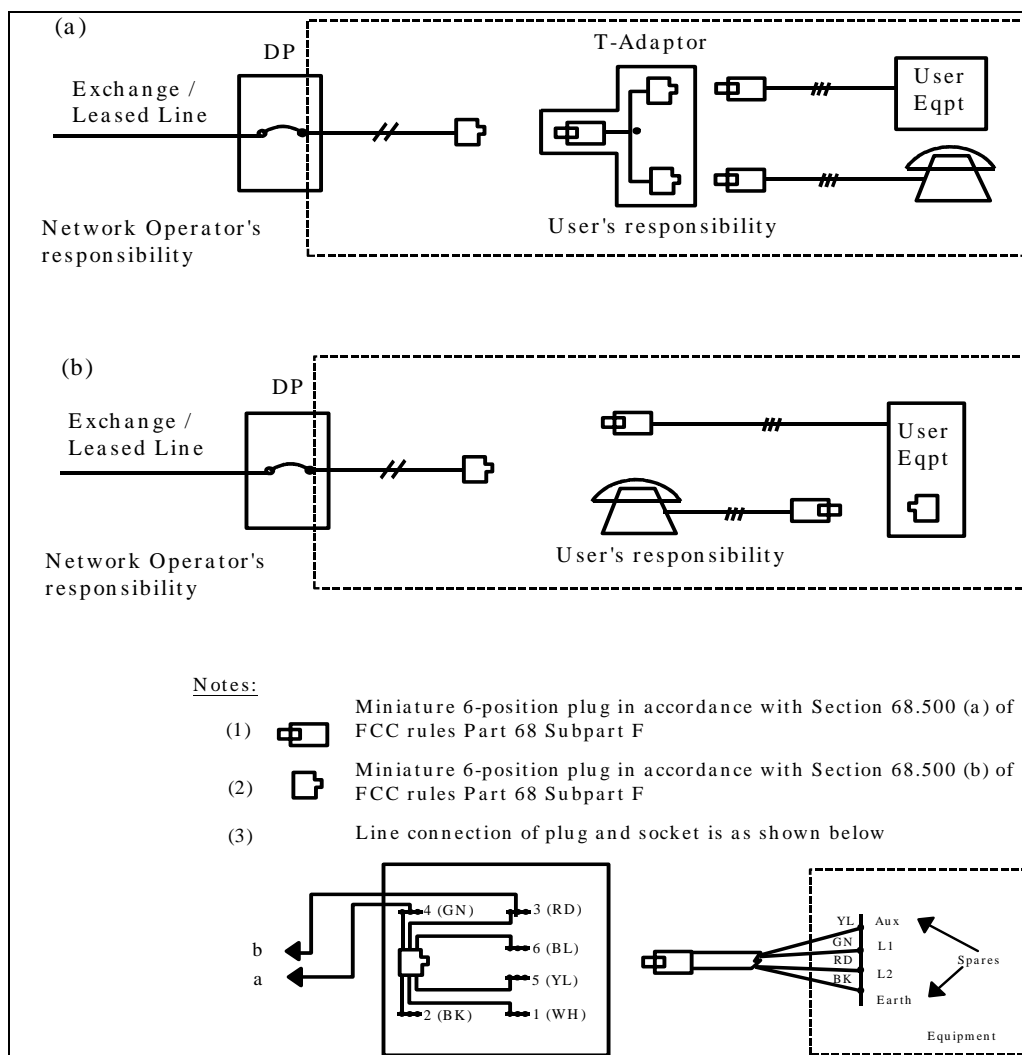 (a)
DP
T-Adaptor
Exchange /
Leased Line
User
Eqpt
Network Operator's
responsibility
User's responsibility
(b)
DP
Exchange /
Leased Line
User
Eqpt
Network Operator's
responsibility
User's responsibility
Notes:
(1) Miniature 6-position plug in accordance with Section 68.500 (a) of
FCC rules Part 68 Subpart F
(2) Miniature 6-position plug in accordance with Section 68.500 (b) of
FCC rules Part 68 Subpart F
(3) Line connection of plug and socket is as shown below
4 (GN) 3 (RD)
b 6 (BL)
a 5 (YL)
2 (BK) 1 (WH)
YL Aux
GN L1
RD L2
Spares
BK Earth
Equipment